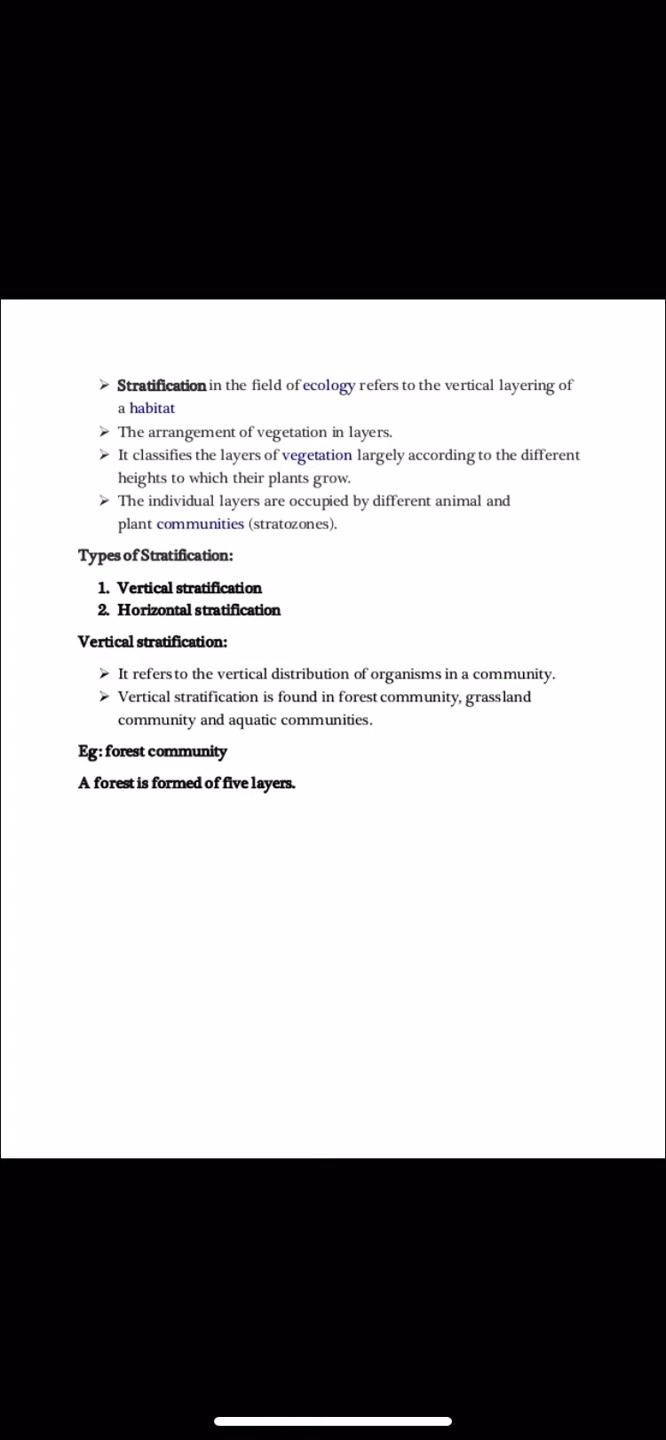 ➢ Stratification in the field of ecology refers to the vertical layering of
a habitat
➢ The arrangement of vegetation in layers.
➢ It classifies the layers of vegetation largely according to the different
heights to which their plants grow.
➢ The individual layers are occupied by different animal and
plant communities (stratozones).
Types of Stratification:
1. Vertical stratification
2. Horizontal stratification
Vertical stratification:
➢ It refers to the vertical distribution of organisms in a community.
➢ Vertical stratification is found in forest community, grassland
community and aquatic communities.
Eg: forest community
A forest is formed of five layers.